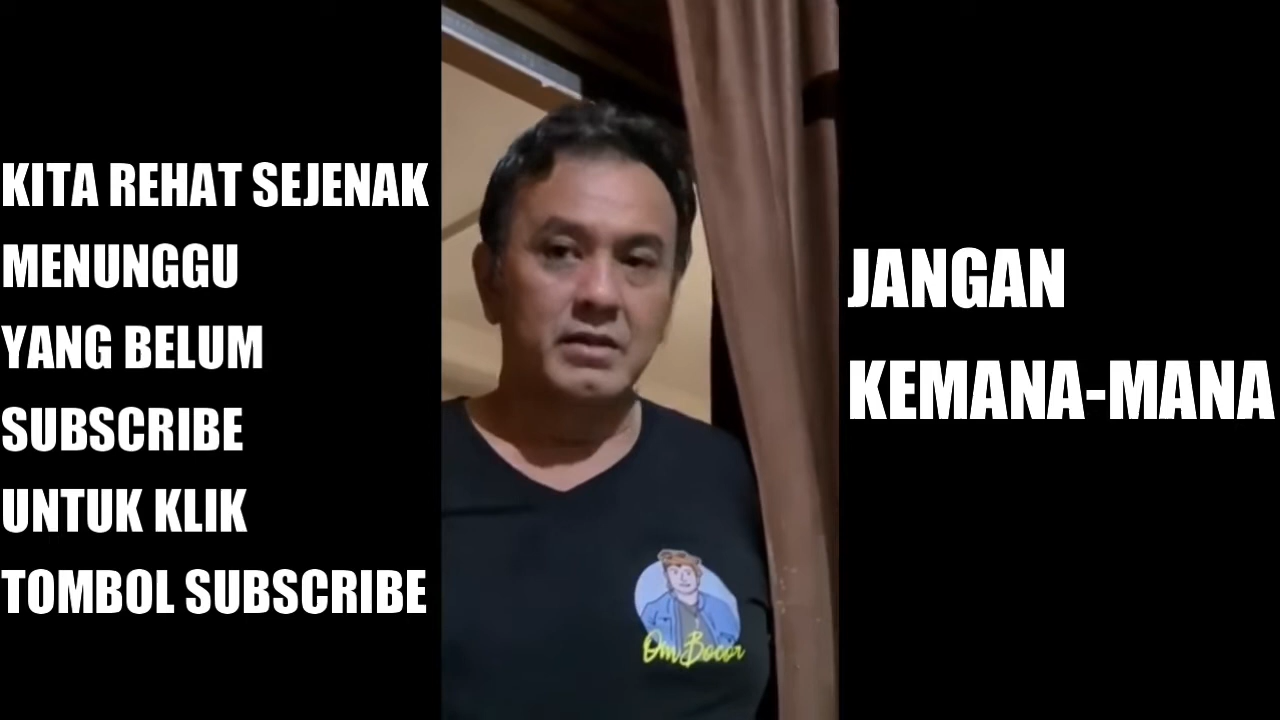 KITA REHAT SEJENAK
MENUNGGU
YANG BELUM
SUBSCRIBE
UNTUK KLIK
TOMBOL SUBSCRIBE
JANGAN
KEMANA-MANA
Om Bocor